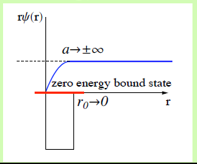 rψ(r)
a→±∞
zero energy bound state
r₀→0
r